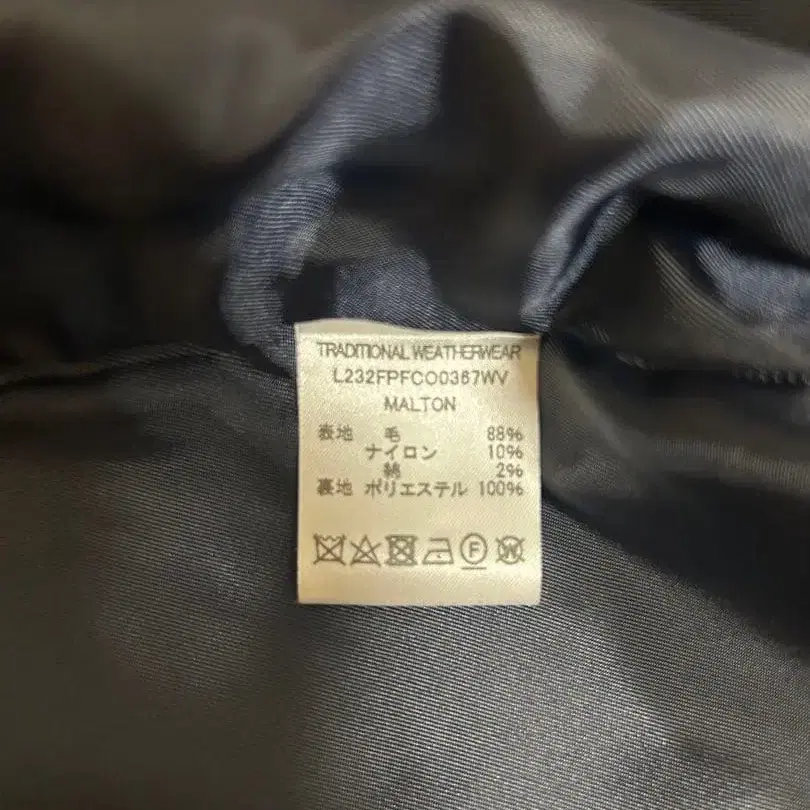 TRADITIONAL WEATHERWEAR
L232FPFCO0367WV
MALTON
表地 毛 88%
ナイロン 10%
綿 2%
裏地 ポリエステル 100%
F W